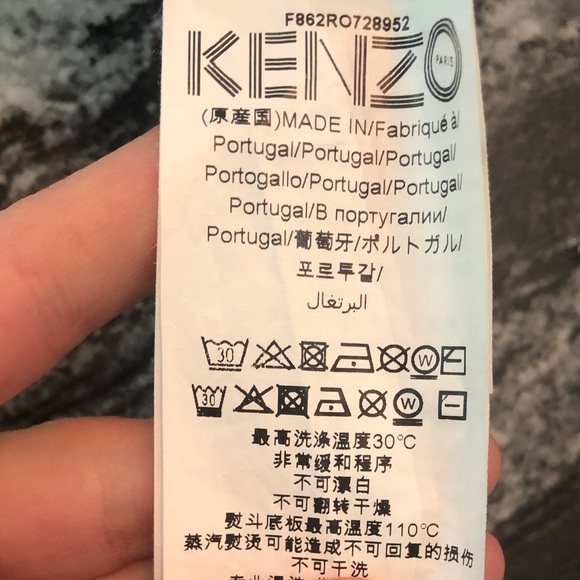 F862RO728952
KENZO
PARIS
(原産国)MADE IN/Fabriqué à/
Portugal/Portugal/Portugal/
Portogallo/Portugal/Portugal/
Portugal/В португалии/
Portugal/葡萄牙/ポルトガル/
포르투갈/
البرتغال
30 W
30 W
最高洗涤温度30℃
非常缓和程序
不可漂白
不可翻转干燥
熨斗底板最高温度110℃
蒸汽熨烫可能造成不可回复的损伤
不可干洗